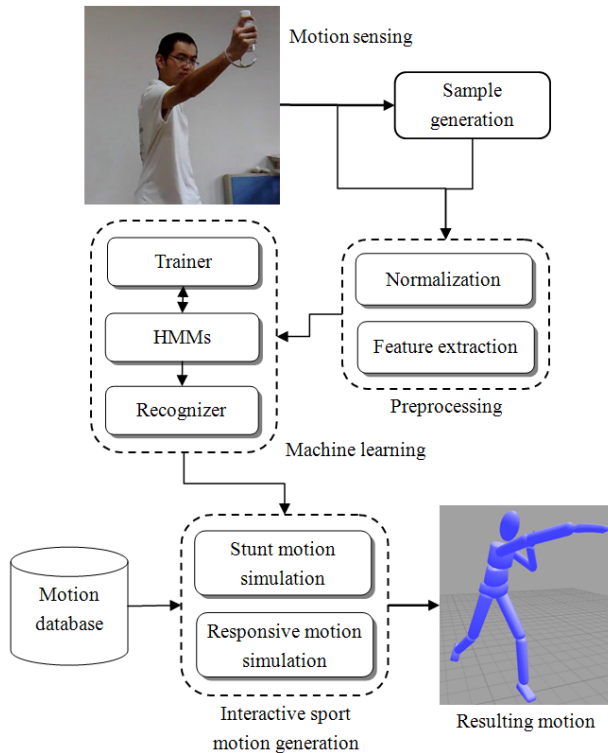 Motion sensing
Sample
generation
Trainer
HMMs
Recognizer
Machine learning
Normalization
Feature extraction
Preprocessing
Motion
database
Stunt motion
simulation
Responsive motion
simulation
Interactive sport
motion generation
Resulting motion